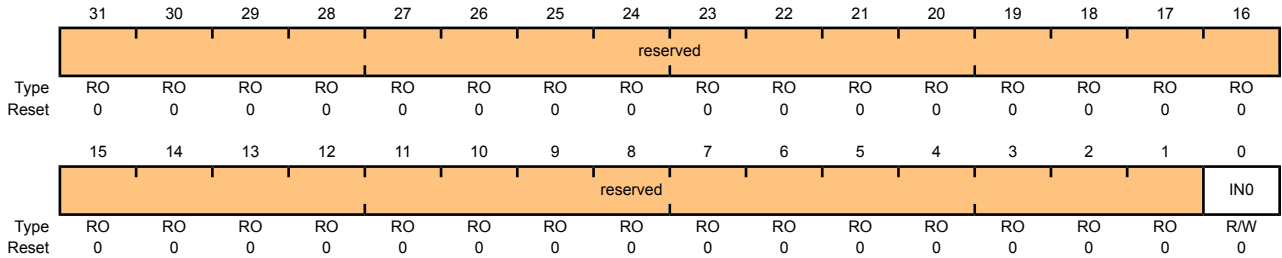 31 30 29 28 27 26 25 24 23 22 21 20 19 18 17 16
reserved
Type RO RO RO RO RO RO RO RO RO RO RO RO RO RO RO RO
Reset 0 0 0 0 0 0 0 0 0 0 0 0 0 0 0 0
15 14 13 12 11 10 9 8 7 6 5 4 3 2 1 0
reserved IN0
Type RO RO RO RO RO RO RO RO RO RO RO RO RO RO RO R/W
Reset 0 0 0 0 0 0 0 0 0 0 0 0 0 0 0 0